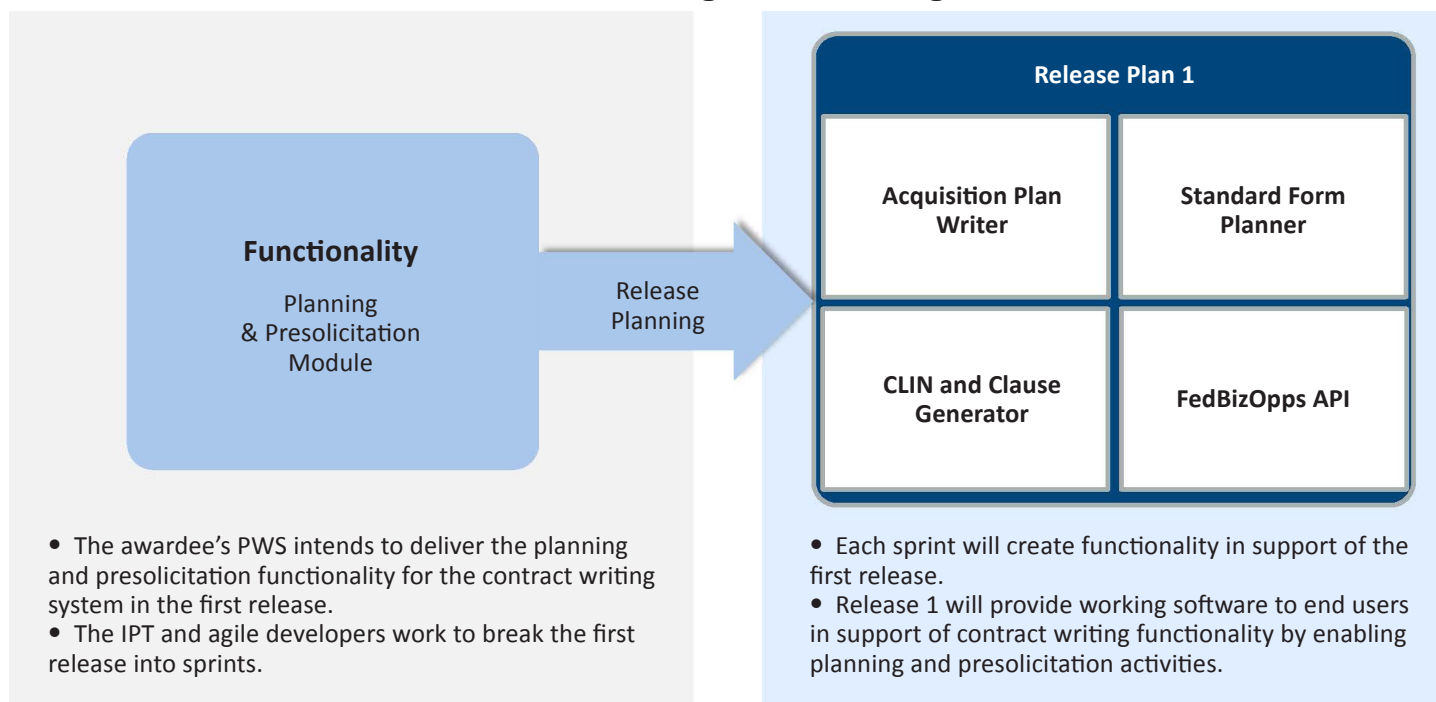 Functionality
Planning
& Presolicitation
Module
Release
Planning
• The awardee’s PWS intends to deliver the planning
and presolicitation functionality for the contract writing
system in the first release.
• The IPT and agile developers work to break the first
release into sprints.
Release Plan 1
Acquisition Plan
Writer
Standard Form
Planner
CLIN and Clause
Generator
FedBizOpps API
• Each sprint will create functionality in support of the
first release.
• Release 1 will provide working software to end users
in support of contract writing functionality by enabling
planning and presolicitation activities.